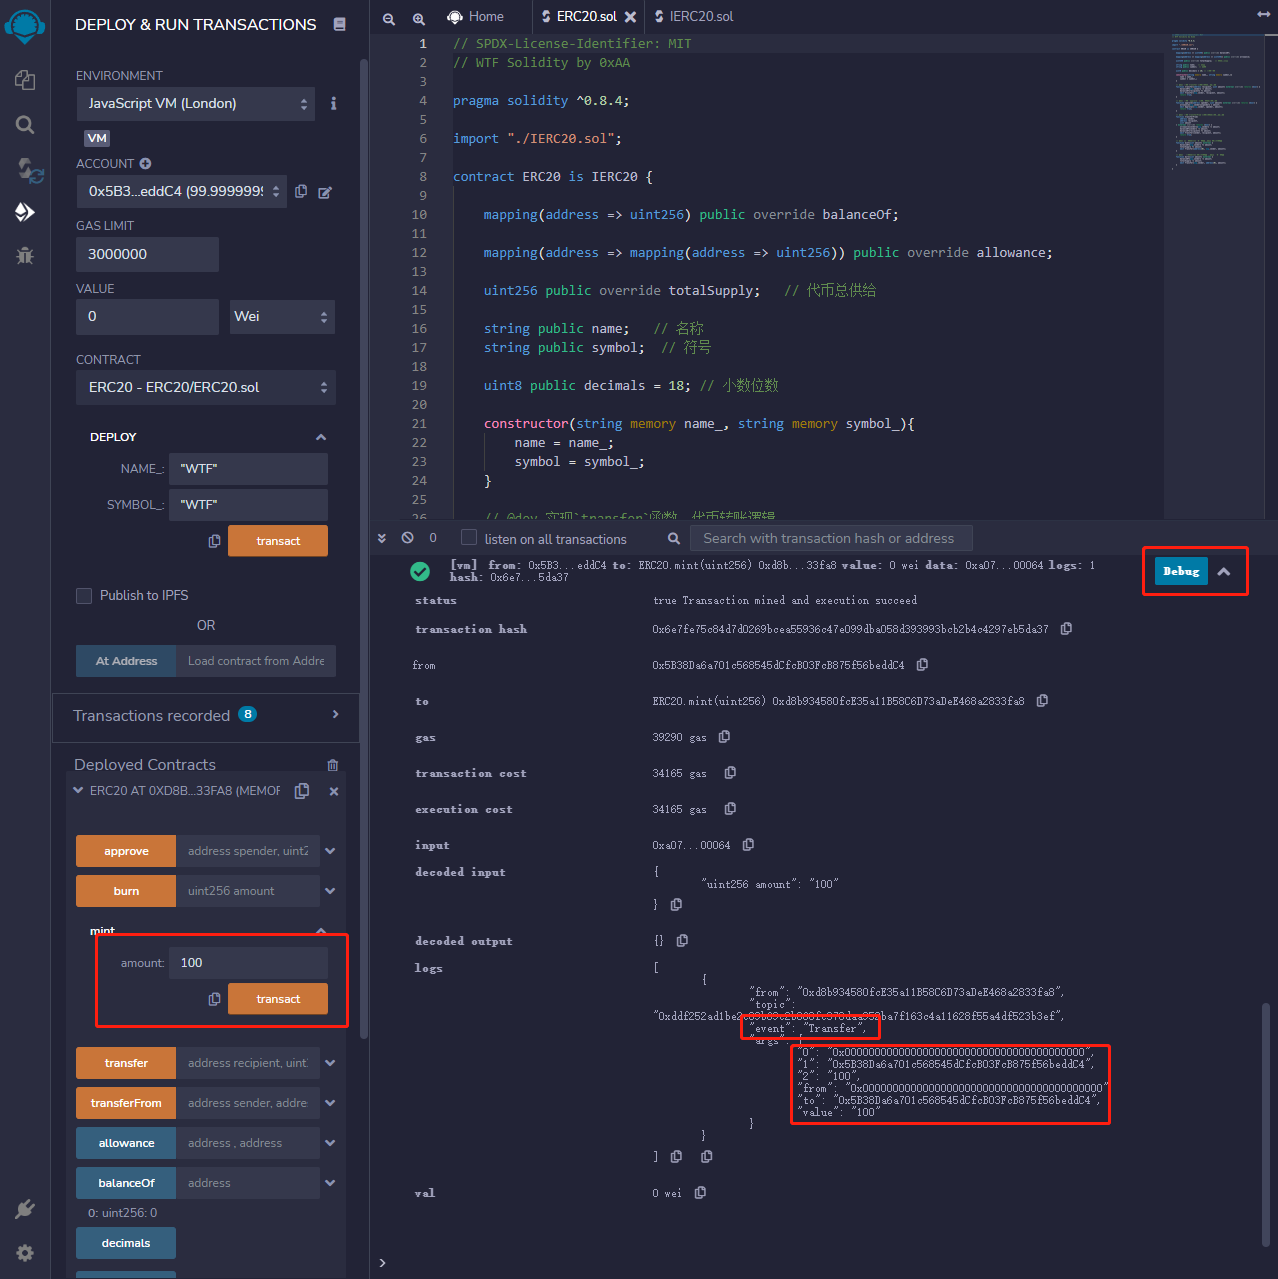 DEPLOY & RUN TRANSACTIONS
ENVIRONMENT
JavaScript VM (London)
VM
ACCOUNT
0x5B3...eddC4 (99.9999999
GAS LIMIT
3000000
VALUE
0
Wei
CONTRACT
ERC20 - ERC20/ERC20.sol
DEPLOY
NAME_: "WTF"
SYMBOL_: "WTF"
transact
Publish to IPFS
OR
At Address Load contract from Addre
Transactions recorded 8
Deployed Contracts
ERC20 AT 0XD8B...33FA8 (MEMOR
approve address spender, uint2
burn uint256 amount
mint
amount: 100
transact
transfer address recipient, uint
transferFrom address sender, addre
allowance address , address
balanceOf address
0: uint256: 0
decimals
Home
ERC20.sol
IERC20.sol
1 // SPDX-License-Identifier: MIT
2 // WTF Solidity by 0xAA
3
4 pragma solidity ^0.8.4;
5
6 import "./IERC20.sol";
7
8 contract ERC20 is IERC20 {
9
10 mapping(address => uint256) public override balanceOf;
11
12 mapping(address => mapping(address => uint256)) public override allowance;
13
14 uint256 public override totalSupply; // 代币总供给
15
16 string public name; // 名称
17 string public symbol; // 符号
18
19 uint8 public decimals = 18; // 小数位数
20
21 constructor(string memory name_, string memory symbol_){
22 name = name_;
23 symbol = symbol_;
24 }
25
26 // @dev 实现`transfer`函数，代币转账逻辑
0 listen on all transactions Search with transaction hash or address
[vm] from: 0x5B3...eddC4 to: ERC20.mint(uint256) 0xd8b...33fa8 value: 0 wei data: 0xa07...00064 logs: 1
hash: 0x6e7...5da37
Debug
status true Transaction mined and execution succeed
transaction hash 0x6e7fe75c84d7d0269bcea55936c47e099dba058d393993bcb2b4c4297eb5da37
from 0x5B38Da6a701c568545dCfcB03FcB875f56beddC4
to ERC20.mint(uint256) 0xd8b934580fcE35a11B58C6D73aDeE468a2833fa8
gas 39290 gas
transaction cost 34165 gas
execution cost 34165 gas
input 0xa07...00064
decoded input {
"uint256 amount": "100"
}
decoded output {}
logs [
{
"from": "0xd8b934580fcE35a11B58C6D73aDeE468a2833fa8",
"topic":
"0xddf252ad1be2c89b69c2b068fc378daa952ba7f163c4a11628f55a4df523b3ef",
"event": "Transfer",
"args": {
"0": "0x0000000000000000000000000000000000000000",
"1": "0x5B38Da6a701c568545dCfcB03FcB875f56beddC4",
"2": "100",
"from": "0x0000000000000000000000000000000000000000"
"to": "0x5B38Da6a701c568545dCfcB03FcB875f56beddC4",
"value": "100"
}
}
]
val 0 wei
>